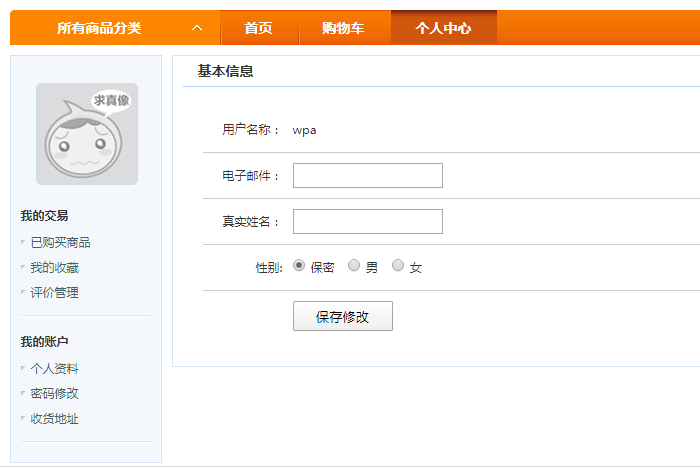 所有商品分类 首页 购物车 个人中心
求真像
我的交易
已购买商品
我的收藏
评价管理
我的账户
个人资料
密码修改
收货地址
基本信息
用户名称： wpa
电子邮件：
真实姓名：
性别: 保密 男 女
保存修改